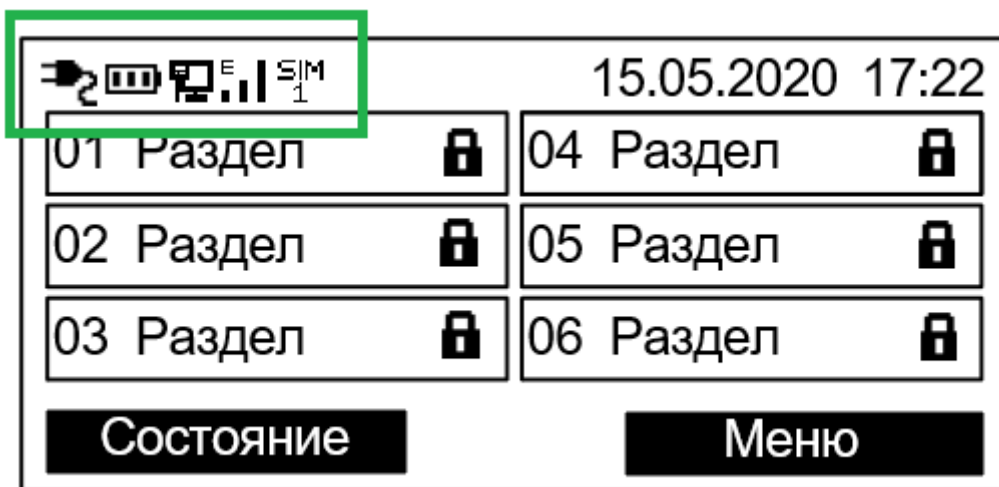 E SIM 1 15.05.2020 17:22
01 Раздел 04 Раздел
02 Раздел 05 Раздел
03 Раздел 06 Раздел
Состояние Меню